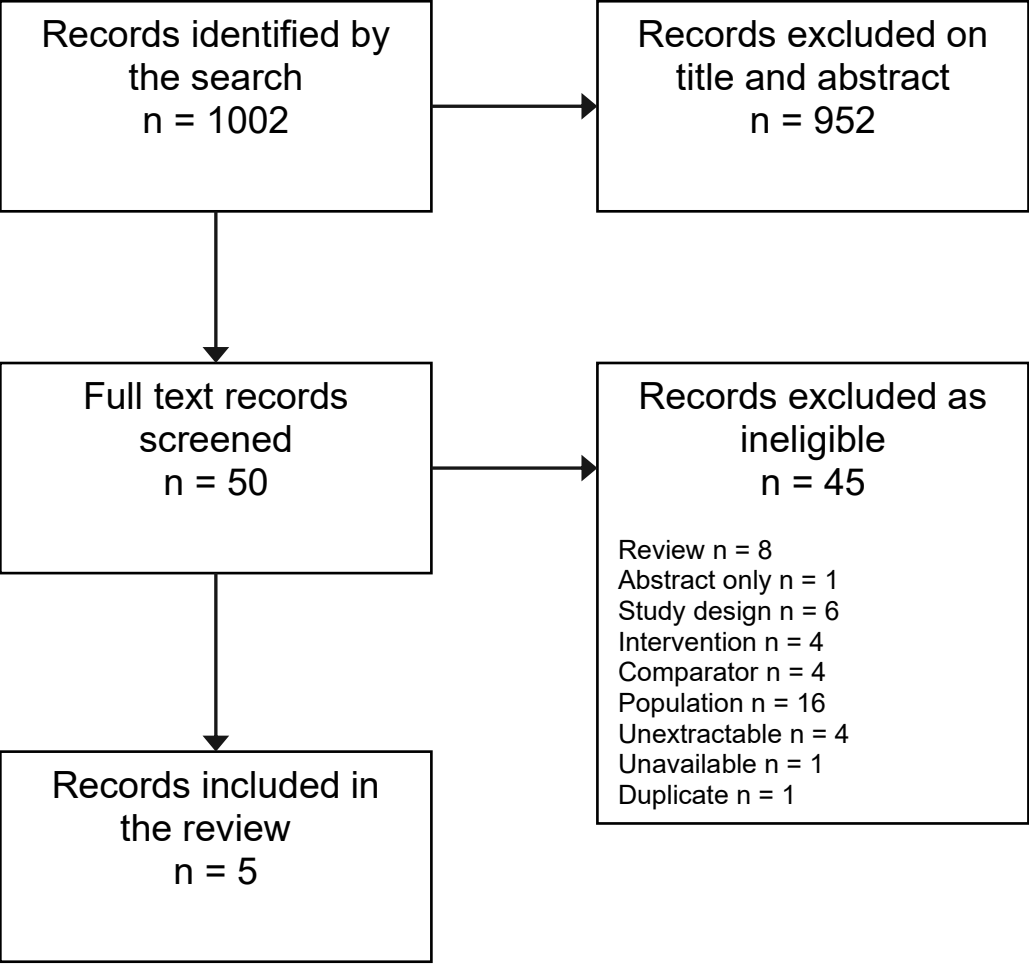 Records identified by
the search
n = 1002
Records excluded on
title and abstract
n = 952
Full text records
screened
n = 50
Records excluded as
ineligible
n = 45
Review n = 8
Abstract only n = 1
Study design n = 6
Intervention n = 4
Comparator n = 4
Population n = 16
Unextractable n = 4
Unavailable n = 1
Duplicate n = 1
Records included in
the review
n = 5